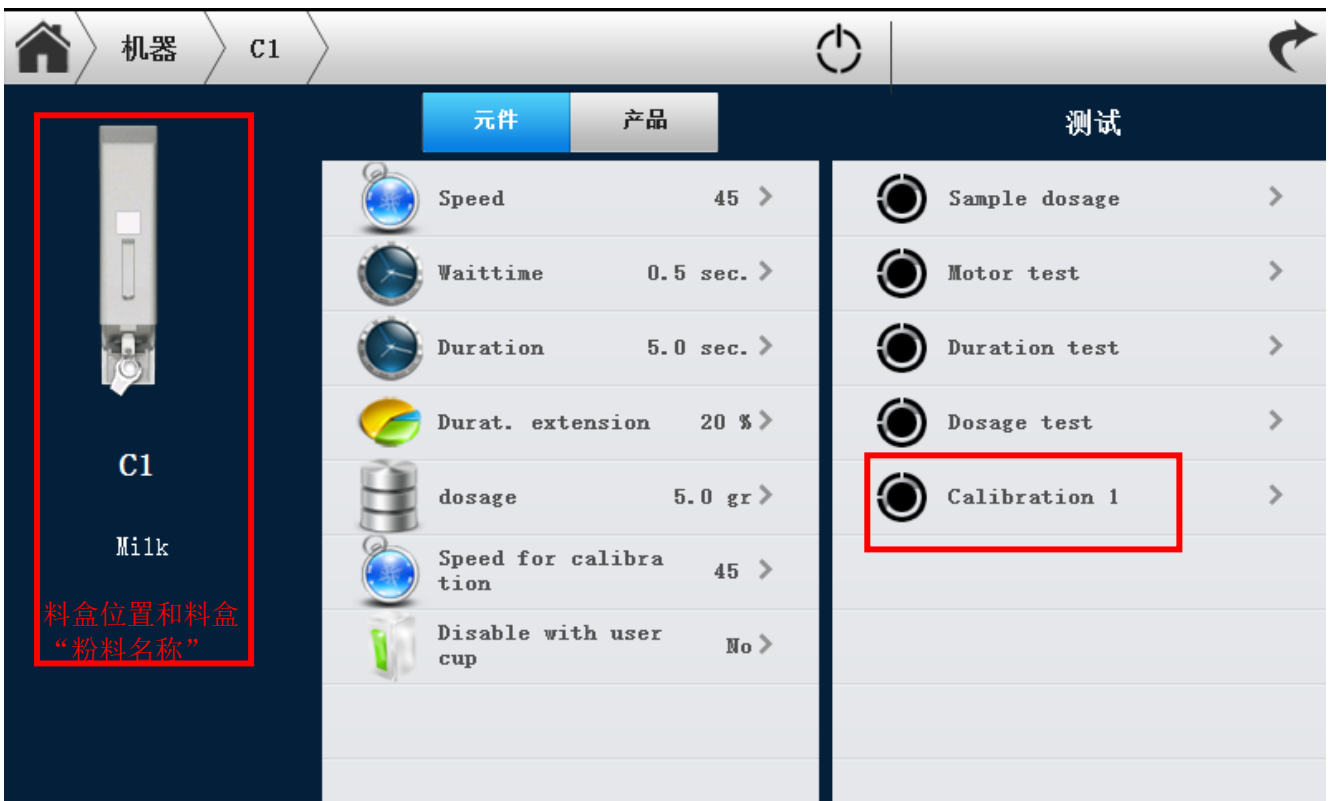 机器 C1
元件 产品 测试
Speed 45
Waittime 0.5 sec.
Duration 5.0 sec.
Durat. extension 20 %
dosage 5.0 gr
Speed for calibra
tion 45
Disable with user
cup No
Sample dosage
Motor test
Duration test
Dosage test
Calibration 1
C1
Milk
料盒位置和料盒
“粉料名称”